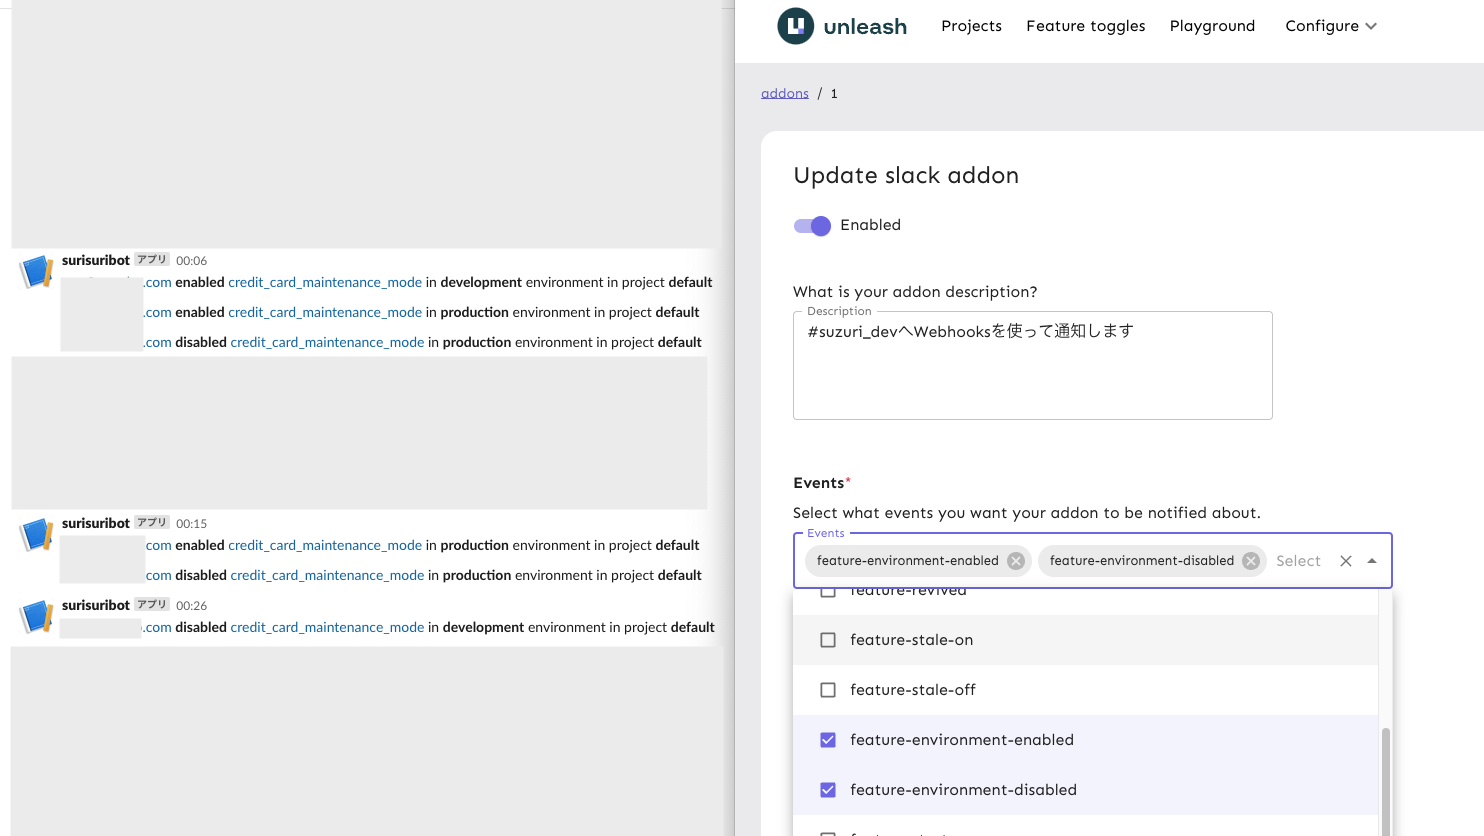 surisuribot アプリ 00:06
.com enabled credit_card_maintenance_mode in development environment in project default
.com enabled credit_card_maintenance_mode in production environment in project default
.com disabled credit_card_maintenance_mode in production environment in project default
surisuribot アプリ 00:15
com enabled credit_card_maintenance_mode in production environment in project default
com disabled credit_card_maintenance_mode in production environment in project default
surisuribot アプリ 00:26
.com disabled credit_card_maintenance_mode in development environment in project default
unleash Projects Feature toggles Playground Configure
addons / 1
Update slack addon
Enabled
What is your addon description?
Description
#suzuri_devへWebhooksを使って通知します
Events*
Select what events you want your addon to be notified about.
Events
feature-environment-enabled feature-environment-disabled Select
feature-revived
feature-stale-on
feature-stale-off
feature-environment-enabled
feature-environment-disabled